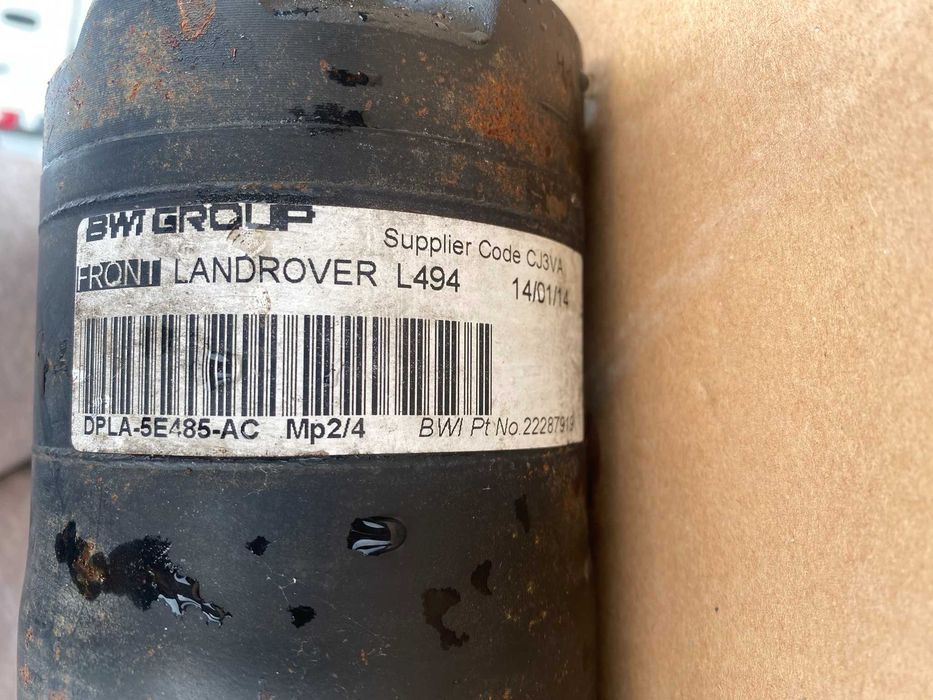 BWI GROUP
Supplier Code CJ3VA
FRONT LANDROVER L494 14/01/14
DPLA-5E485-AC Mp2/4 BWI Pt No.